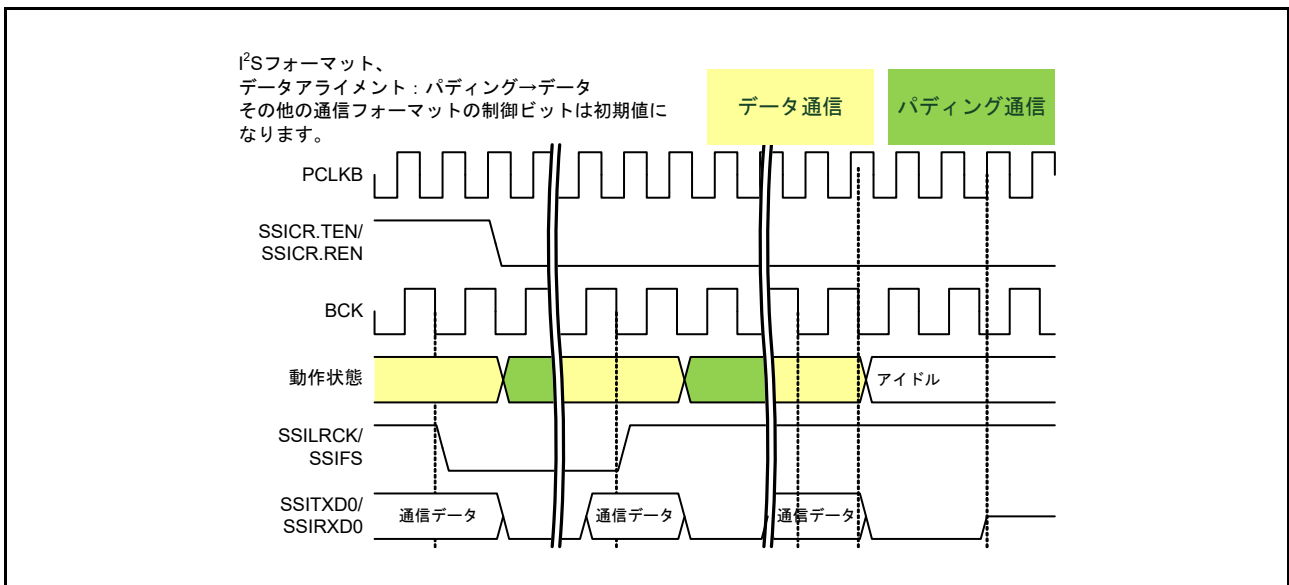 I²Sフォーマット、
データアライメント：パディング→データ
その他の通信フォーマットの制御ビットは初期値に
なります。
データ通信
パディング通信
PCLKB
SSICR.TEN/
SSICR.REN
BCK
動作状態
アイドル
SSILRCK/
SSIFS
SSITXD0/
SSIRXD0
通信データ
通信データ
通信データ